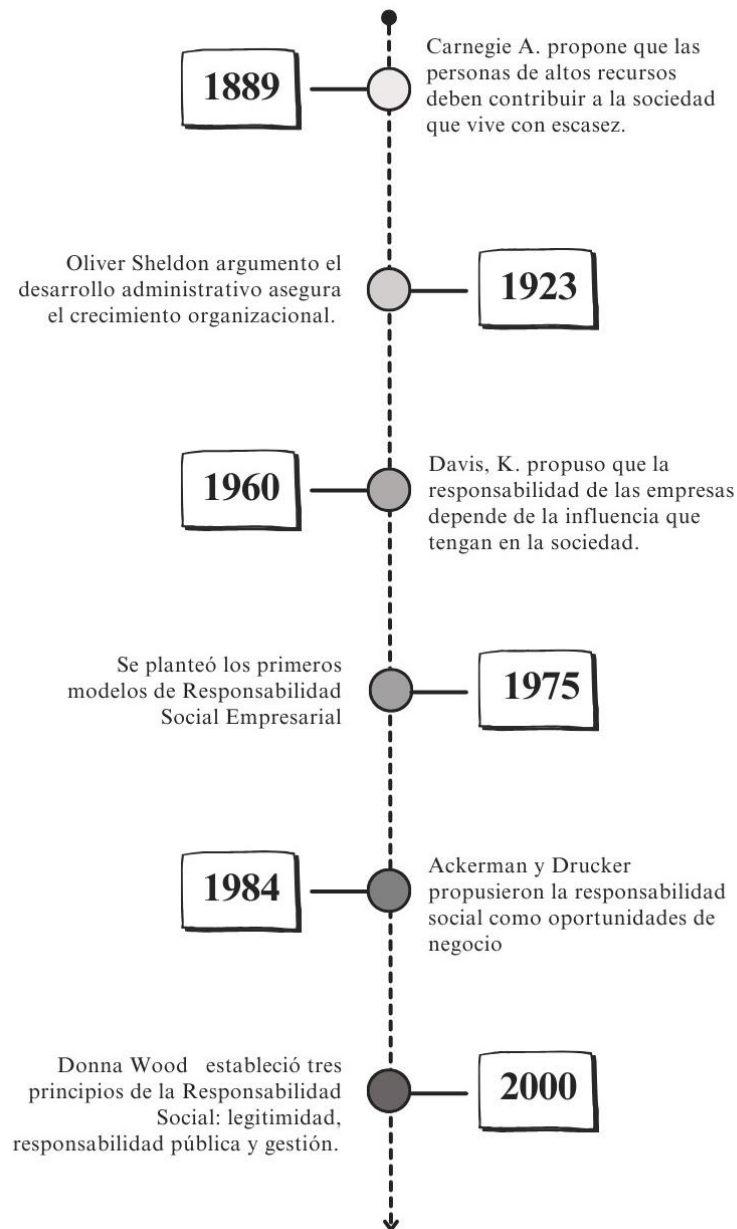 1889
Carnegie A. propone que las
personas de altos recursos
deben contribuir a la sociedad
que vive con escasez.
Oliver Sheldon argumento el
desarrollo administrativo asegura
el crecimiento organizacional.
1923
1960
Davis, K. propuso que la
responsabilidad de las empresas
depende de la influencia que
tengan en la sociedad.
Se planteó los primeros
modelos de Responsabilidad
Social Empresarial
1975
1984
Ackerman y Drucker
propusieron la responsabilidad
social como oportunidades de
negocio
Donna Wood estableció tres
principios de la Responsabilidad
Social: legitimidad,
responsabilidad pública y gestión.
2000